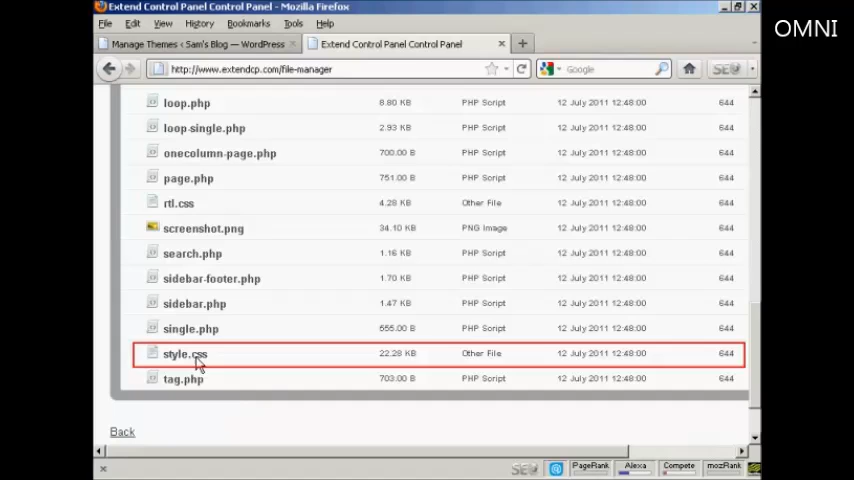 Extend Control Panel Control Panel - Mozilla Firefox
OMNI
File Edit View History Bookmarks Tools Help
Manage Themes ‹ Sam's Blog — WordPress × Extend Control Panel Control Panel ×
http://www.extendcp.com/file-manager Google SEO
loop.php 8.80 KB PHP Script 12 July 2011 12:48:00 644
loop-single.php 2.93 KB PHP Script 12 July 2011 12:48:00 644
onecolumn-page.php 700.00 B PHP Script 12 July 2011 12:48:00 644
page.php 751.00 B PHP Script 12 July 2011 12:48:00 644
rtl.css 4.28 KB Other File 12 July 2011 12:48:00 644
screenshot.png 34.10 KB PNG Image 12 July 2011 12:48:00 644
search.php 1.16 KB PHP Script 12 July 2011 12:48:00 644
sidebar-footer.php 1.70 KB PHP Script 12 July 2011 12:48:00 644
sidebar.php 1.47 KB PHP Script 12 July 2011 12:48:00 644
single.php 555.00 B PHP Script 12 July 2011 12:48:00 644
style.css 22.28 KB Other File 12 July 2011 12:48:00 644
tag.php 703.00 B PHP Script 12 July 2011 12:48:00 644
Back
SEO PageRank Alexa Compete mozRank